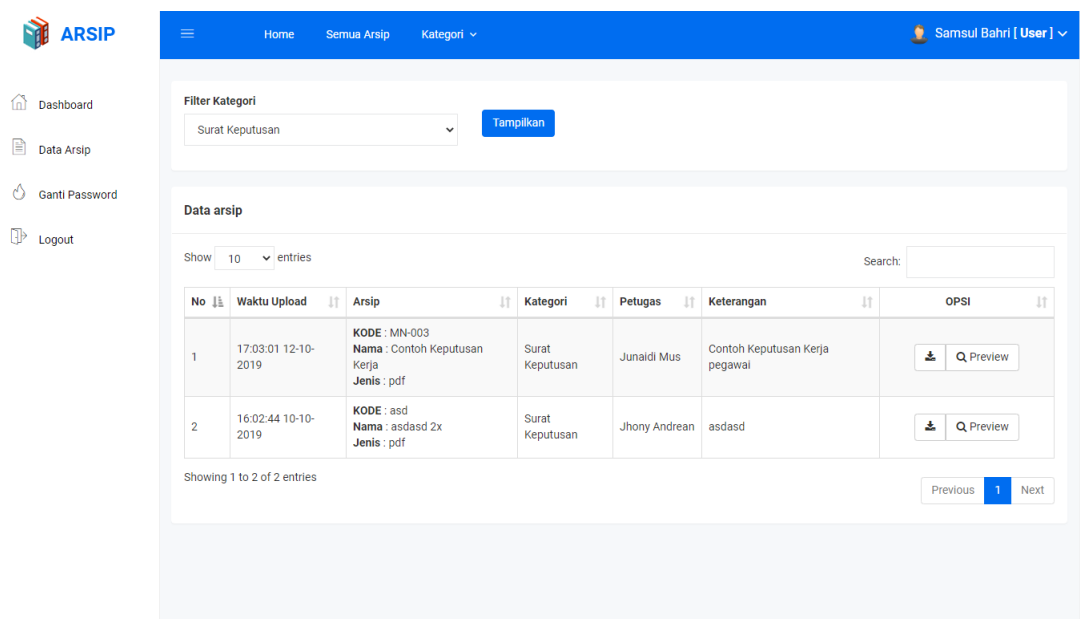 ARSIP
Home Semua Arsip Kategori
Samsul Bahri [ User ]
Dashboard
Data Arsip
Ganti Password
Logout
Filter Kategori
Surat Keputusan
Tampilkan
Data arsip
Show 10 entries
Search:
No Waktu Upload Arsip Kategori Petugas Keterangan OPSI
1
17:03:01 12-10-
2019
KODE : MN-003
Nama : Contoh Keputusan
Kerja
Jenis : pdf
Surat
Keputusan
Junaidi Mus
Contoh Keputusan Kerja
pegawai
Preview
2
16:02:44 10-10-
2019
KODE : asd
Nama : asdasd 2x
Jenis : pdf
Surat
Keputusan
Jhony Andrean
asdasd
Preview
Showing 1 to 2 of 2 entries
Previous 1 Next